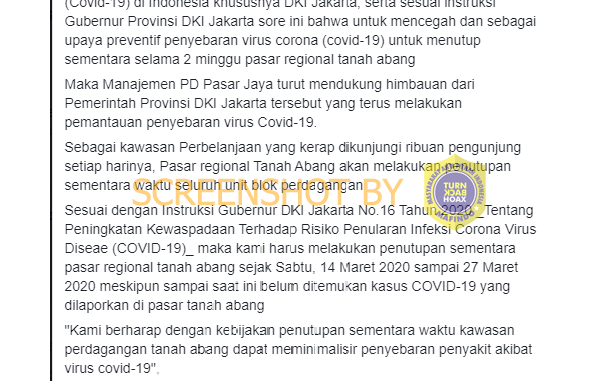 (Covid-19) di Indonesia khususnya DKI Jakarta, serta sesuai Instruksi
Gubernur Provinsi DKI Jakarta sore ini bahwa untuk mencegah dan sebagai
upaya preventif penyebaran virus corona (covid-19) untuk menutup
sementara selama 2 minggu pasar regional tanah abang
Maka Manajemen PD Pasar Jaya turut mendukung himbauan dari
Pemerintah Provinsi DKI Jakarta tersebut yang terus melakukan
pemantauan penyebaran virus Covid-19.
Sebagai kawasan Perbelanjaan yang kerap dikunjungi ribuan pengunjung
setiap harinya, Pasar regional Tanah Abang akan melakukan penutupan
sementara waktu seluruh unit blok perdagangan
SCREENSHOT BY
MASYARAKAT ANTI FITNAH INDONESIA
TURN
BACK
HOAX
MAFINDO
Sesuai dengan Instruksi Gubernur DKI Jakarta No.16 Tahun 2020_Tentang
Peningkatan Kewaspadaan Terhadap Risiko Penularan Infeksi Corona Virus
Diseae (COVID-19)_ maka kami harus melakukan penutupan sementara
pasar regional tanah abang sejak Sabtu, 14 Maret 2020 sampai 27 Maret
2020 meskipun sampai saat ini belum ditemukan kasus COVID-19 yang
dilaporkan di pasar tanah abang
"Kami berharap dengan kebijakan penutupan sementara waktu kawasan
perdagangan tanah abang dapat meminimalisir penyebaran penyakit akibat
virus covid-19",